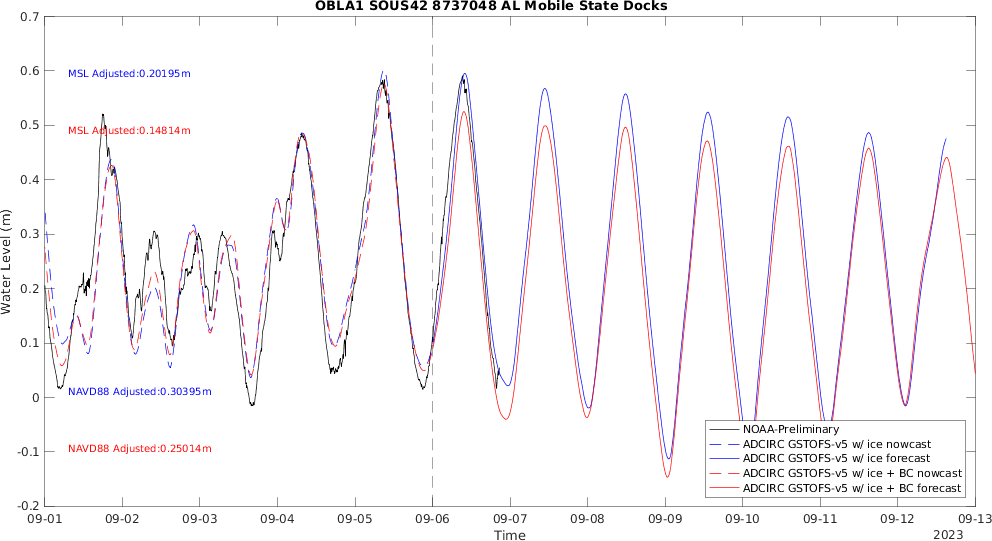 OBLA1 SOUS42 8737048 AL Mobile State Docks
0.7
0.6
0.5
0.4
0.3
0.2
0.1
0
-0.1
-0.2
Water Level (m)
MSL Adjusted:0.20195m
MSL Adjusted:0.14814m
NAVD88 Adjusted:0.30395m
NAVD88 Adjusted:0.25014m
NOAA-Preliminary
ADCIRC GSTOFS-v5 w/ ice nowcast
ADCIRC GSTOFS-v5 w/ ice forecast
ADCIRC GSTOFS-v5 w/ ice + BC nowcast
ADCIRC GSTOFS-v5 w/ ice + BC forecast
09-01 09-02 09-03 09-04 09-05 09-06 09-07 09-08 09-09 09-10 09-11 09-12 09-13
Time
2023